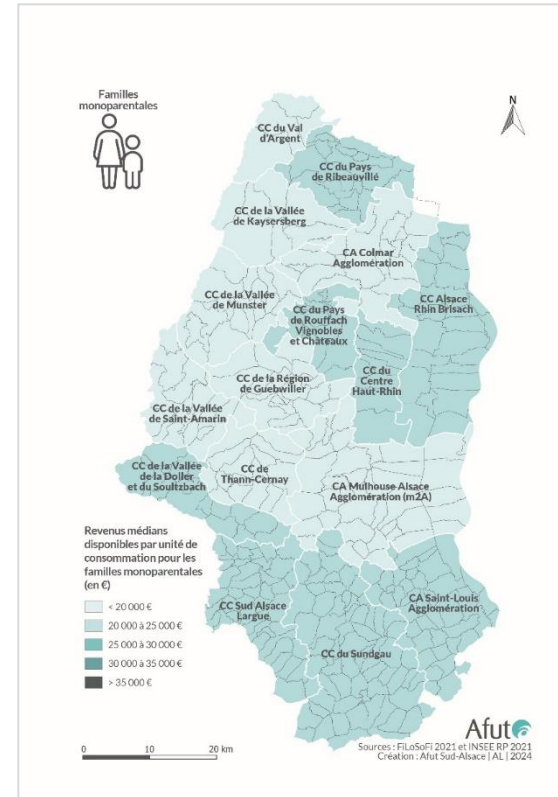 Familles
monoparentales
N
CC du Val
d'Argent
CC du Pays
de Ribeauvillé
CC de la Vallée
de Kaysersberg
CA Colmar
Agglomération
CC de la Vallée
de Munster
CC Alsace
Rhin Brisach
CC du Pays
de Rouffach
Vignobles
et Châteaux
CC du
Centre
Haut-Rhin
CC de la Région
de Guebwiller
CC de la Vallée
de Saint-Amarin
CC de la Vallée
de la Doller
et du Soultzbach
CC de
Thann-Cernay
CA Mulhouse Alsace
Agglomération (m2A)
Revenus médians
disponibles par unité de
consommation pour les
familles monoparentales
(en €)
< 20 000 €
20 000 à 25 000 €
25 000 à 30 000 €
30 000 à 35 000 €
> 35 000 €
CC Sud Alsace
Largue
CC du Sundgau
CA Saint-Louis
Agglomération
0 10 20 km
Afut
Sources : FiLoSoFi 2021 et INSEE RP 2021
Création : Afut Sud-Alsace | AL | 2024